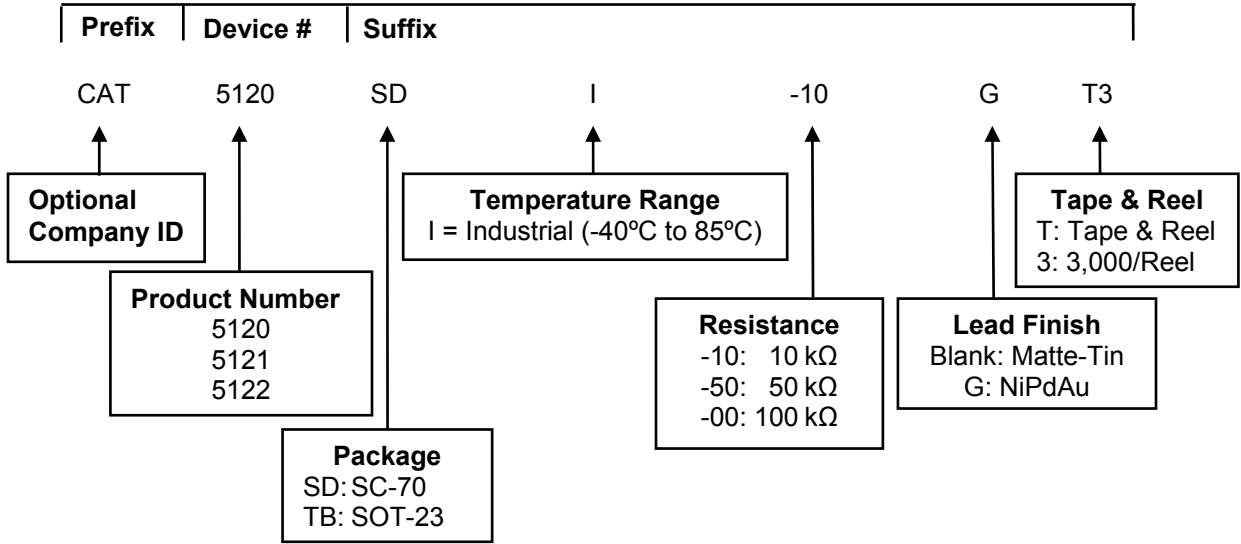 Prefix Device # Suffix
CAT 5120 SD I -10 G T3
Optional
Company ID
Product Number
5120
5121
5122
Package
SD: SC-70
TB: SOT-23
Temperature Range
I = Industrial (-40ºC to 85ºC)
Resistance
-10: 10 kΩ
-50: 50 kΩ
-00: 100 kΩ
Lead Finish
Blank: Matte-Tin
G: NiPdAu
Tape & Reel
T: Tape & Reel
3: 3,000/Reel